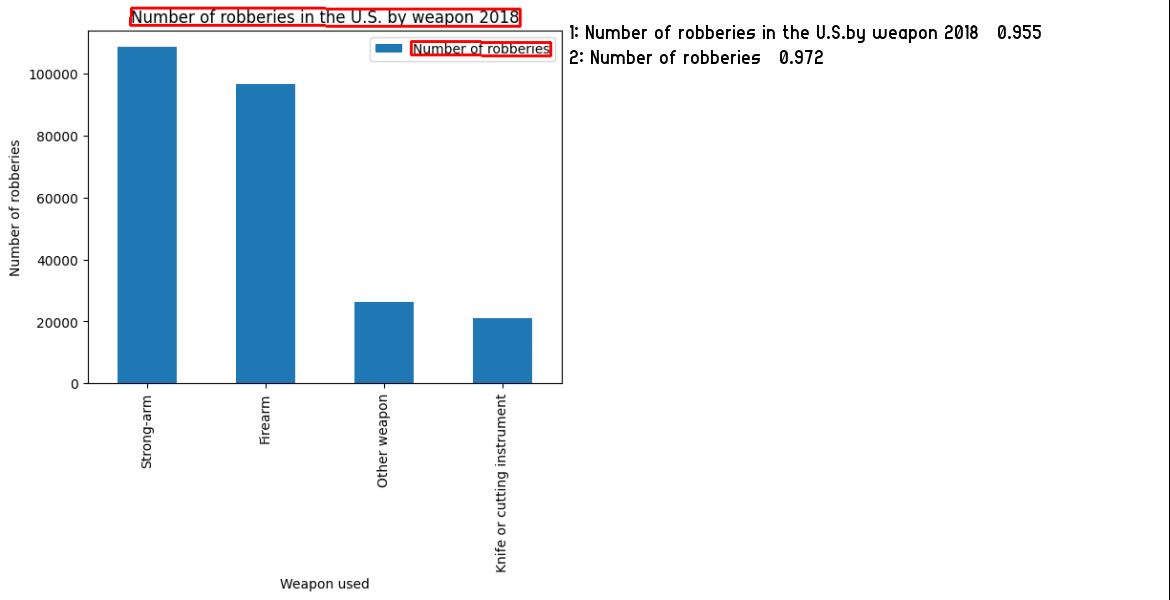 Number of robberies in the U.S. by weapon 2018
1: Number of robberies in the U.S.by weapon 2018 0.955
2: Number of robberies 0.972
Number of robberies
100000
80000
60000
40000
20000
0
Number of robberies
Strong-arm
Firearm
Other weapon
Knife or cutting instrument
Weapon used